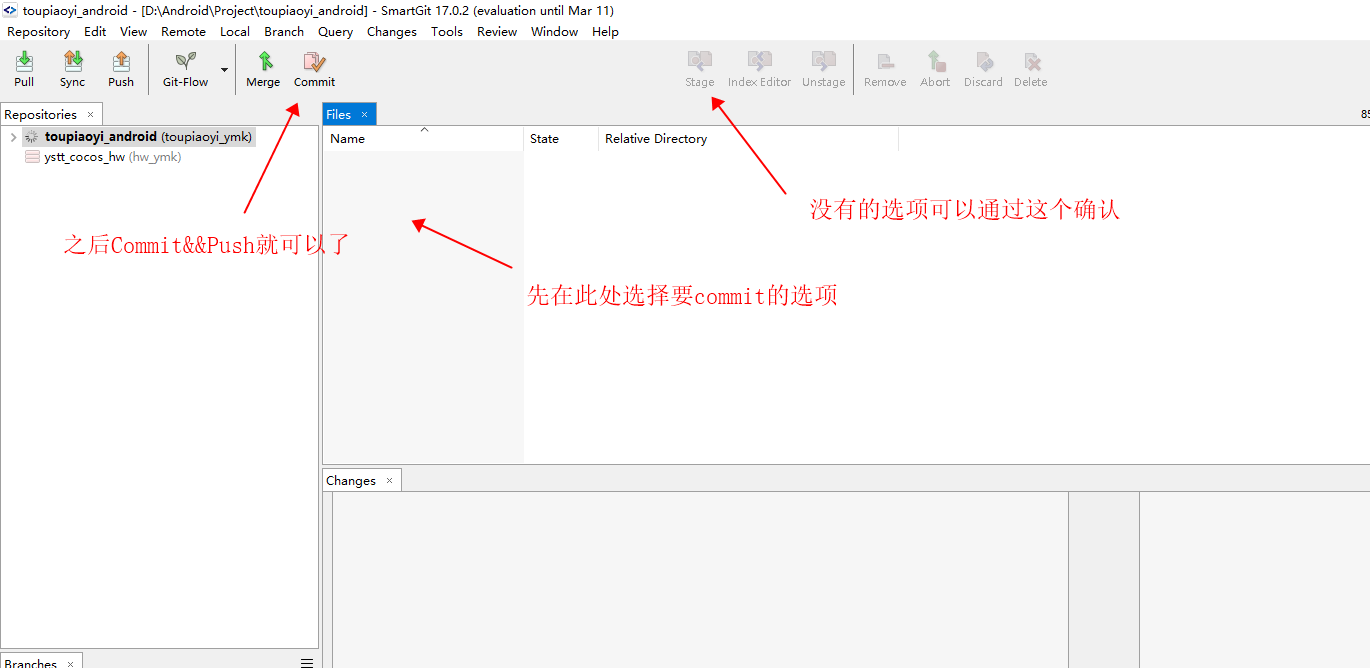 toupiaoyi_android - [D:\Android\Project\toupiaoyi_android] - SmartGit 17.0.2 (evaluation until Mar 11)
Repository Edit View Remote Local Branch Query Changes Tools Review Window Help
Pull Sync Push Git-Flow Merge Commit Stage Index Editor Unstage Remove Abort Discard Delete
Repositories × Files ×
85
Name State Relative Directory
toupiaoyi_android (toupiaoyi_ymk)
ystt_cocos_hw (hw_ymk)
没有的选项可以通过这个确认
之后Commit&&Push就可以了
先在此处选择要commit的选项
Changes ×
Branches ×